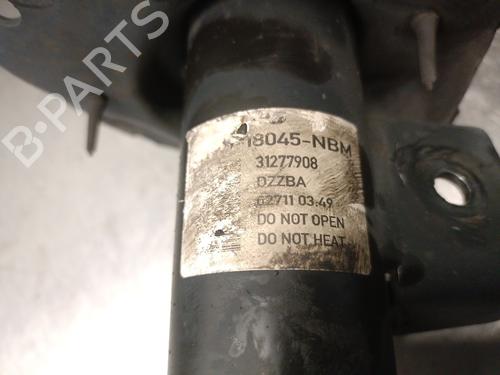 18045-NBM
31277908
DZZBA
02711 03:49
DO NOT OPEN
DO NOT HEAT
B-PARTS